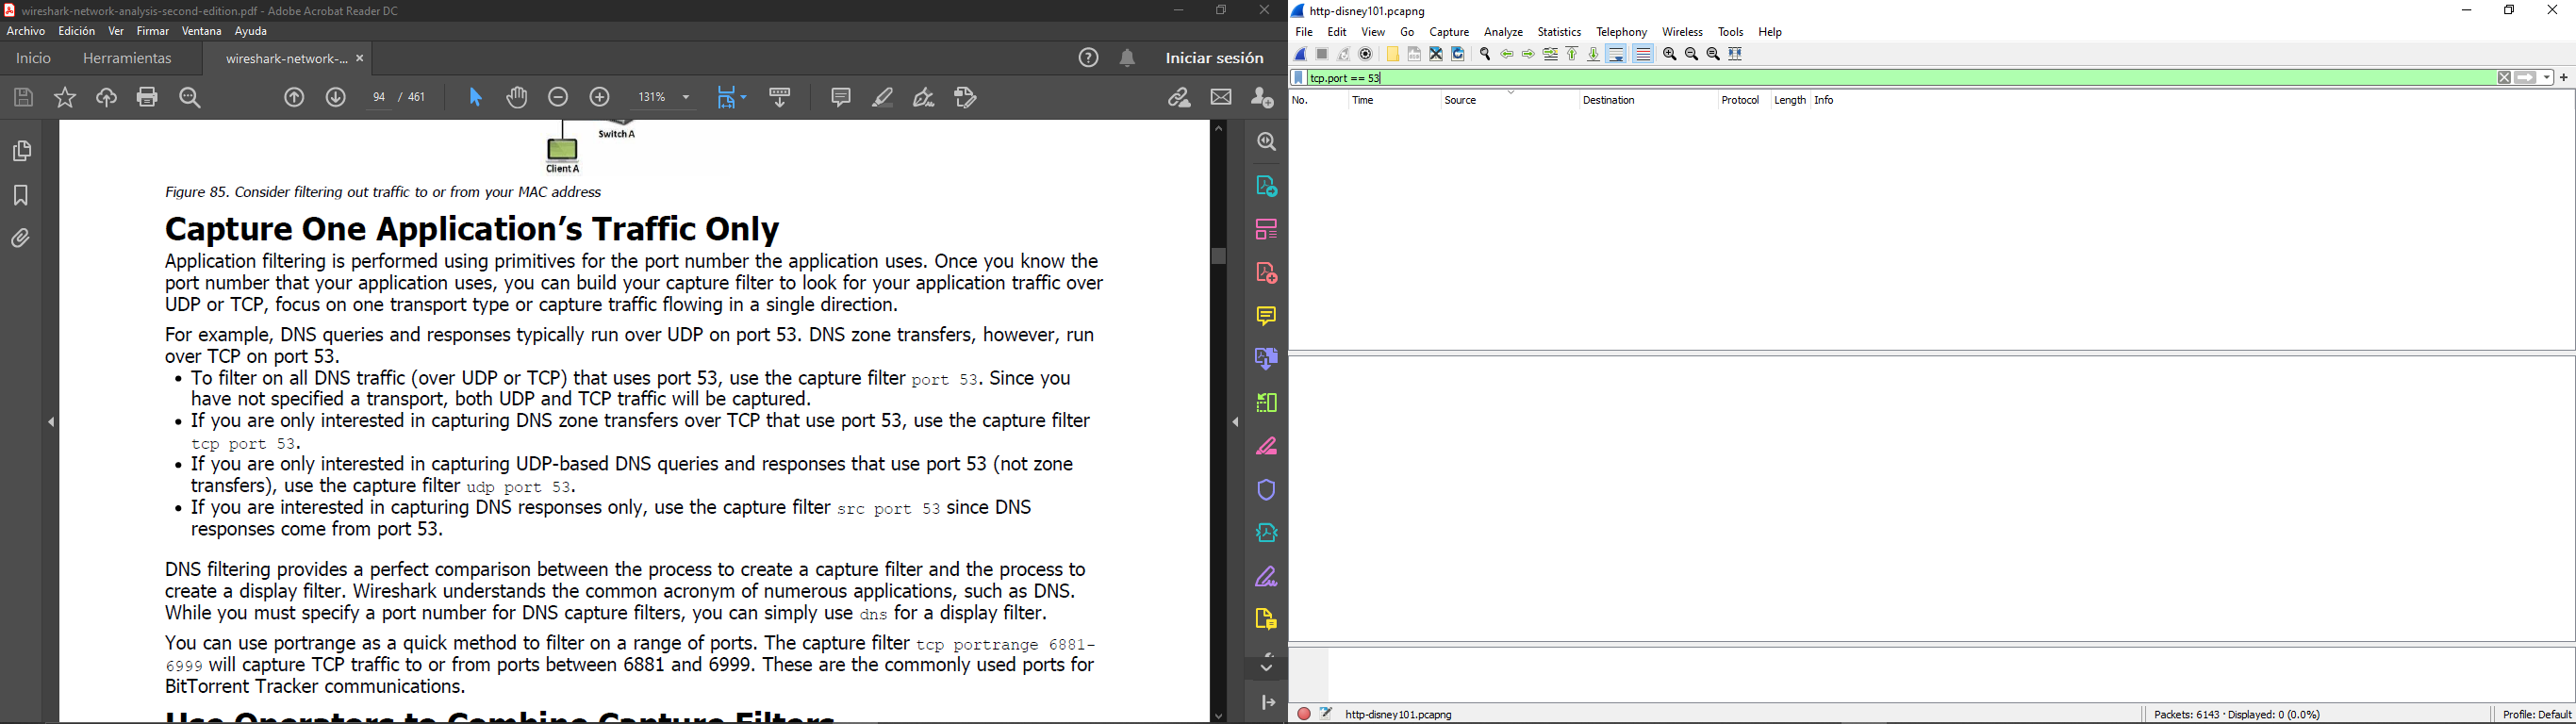 wireshark-network-analysis-second-edition.pdf - Adobe Acrobat Reader DC
Archivo Edición Ver Firmar Ventana Ayuda
Inicio Herramientas wireshark-network-... × Iniciar sesión
94 / 461 131%
Switch A
Client A
Figure 85. Consider filtering out traffic to or from your MAC address
Capture One Application’s Traffic Only
Application filtering is performed using primitives for the port number the application uses. Once you know the
port number that your application uses, you can build your capture filter to look for your application traffic over
UDP or TCP, focus on one transport type or capture traffic flowing in a single direction.
For example, DNS queries and responses typically run over UDP on port 53. DNS zone transfers, however, run
over TCP on port 53.
• To filter on all DNS traffic (over UDP or TCP) that uses port 53, use the capture filter port 53. Since you
have not specified a transport, both UDP and TCP traffic will be captured.
• If you are only interested in capturing DNS zone transfers over TCP that use port 53, use the capture filter
tcp port 53.
• If you are only interested in capturing UDP-based DNS queries and responses that use port 53 (not zone
transfers), use the capture filter udp port 53.
• If you are interested in capturing DNS responses only, use the capture filter src port 53 since DNS
responses come from port 53.
DNS filtering provides a perfect comparison between the process to create a capture filter and the process to
create a display filter. Wireshark understands the common acronym of numerous applications, such as DNS.
While you must specify a port number for DNS capture filters, you can simply use dns for a display filter.
You can use portrange as a quick method to filter on a range of ports. The capture filter tcp portrange 6881-
6999 will capture TCP traffic to or from ports between 6881 and 6999. These are the commonly used ports for
BitTorrent Tracker communications.
Use Operators to Combine Capture Filters
http-disney101.pcapng
File Edit View Go Capture Analyze Statistics Telephony Wireless Tools Help
tcp.port == 53
No. Time Source Destination Protocol Length Info
http-disney101.pcapng Packets: 6143 · Displayed: 0 (0.0%) Profile: Default